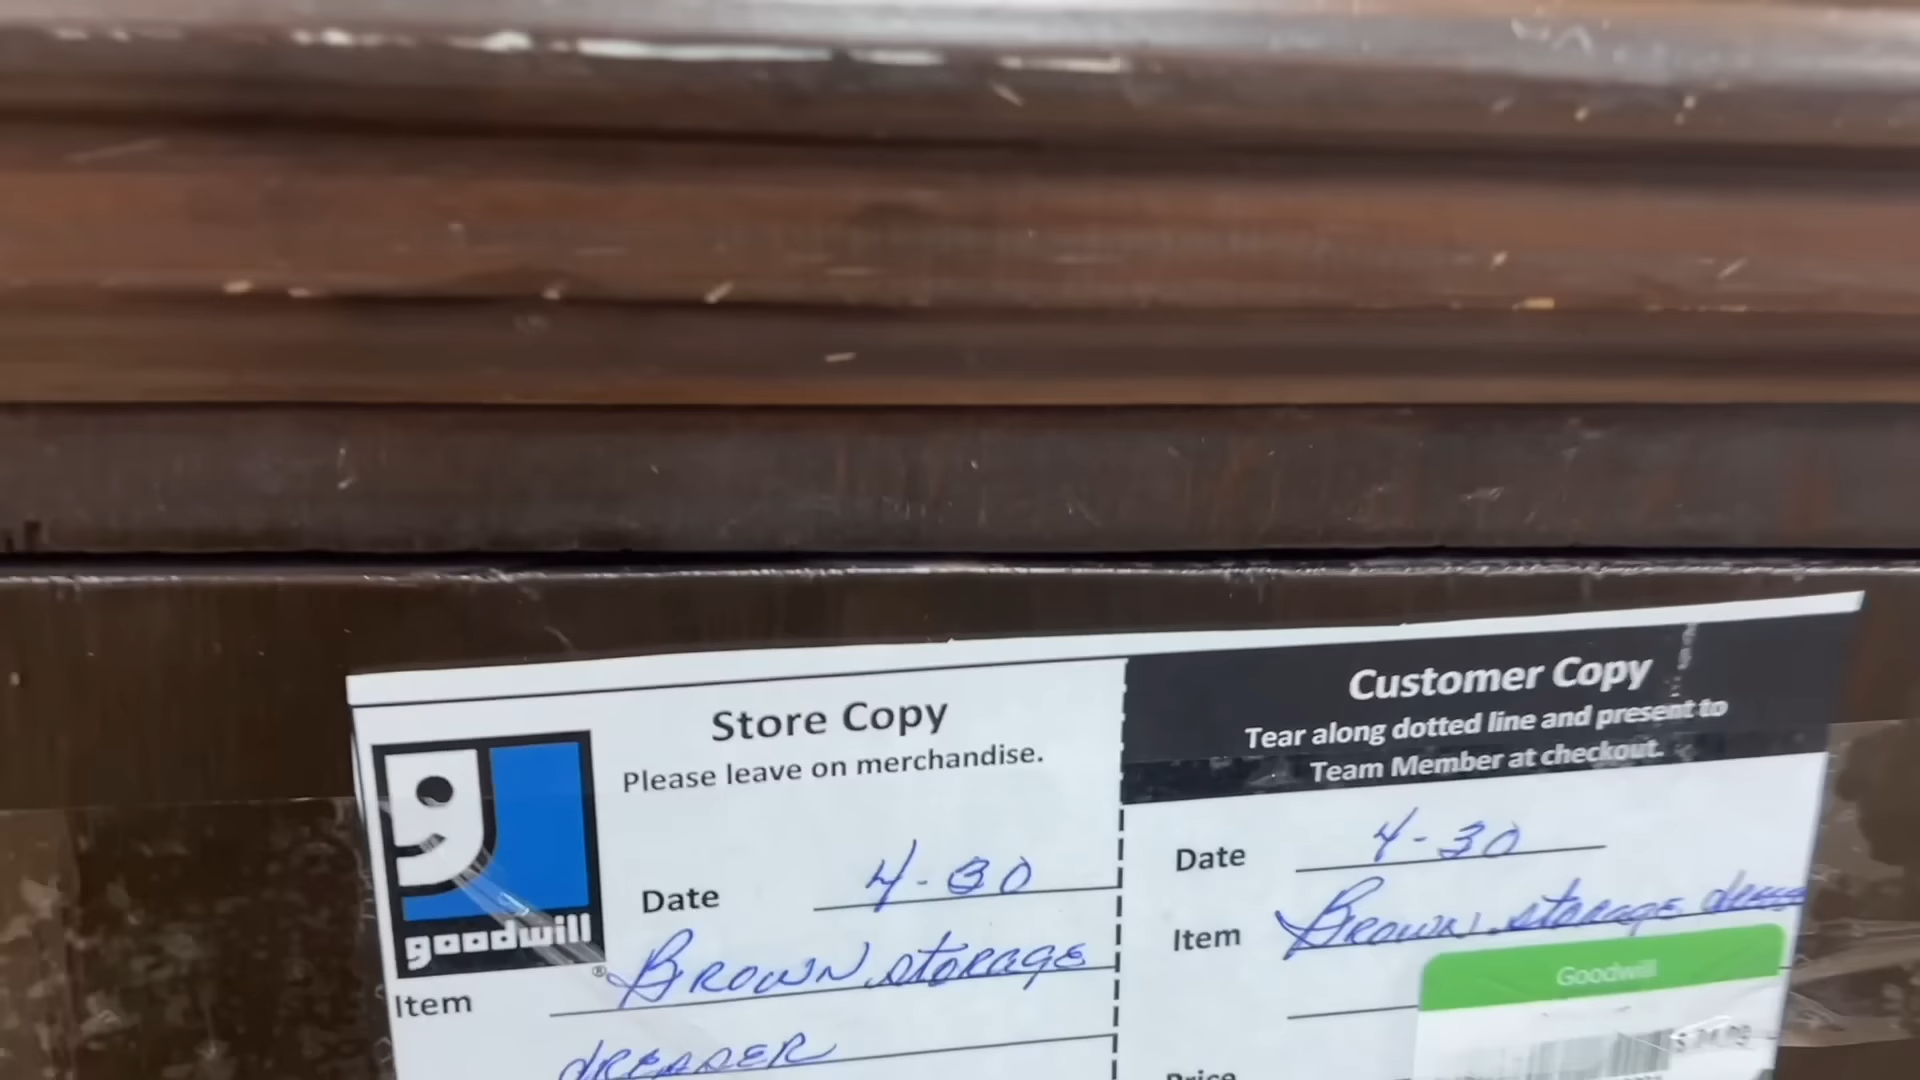 Store Copy
Please leave on merchandise.
goodwill
®
Date 4-30
Item BROWN storage
dresser
Customer Copy
Tear along dotted line and present to
Team Member at checkout.
Date 4-30
Item BROWN storage
Goodwill
Price